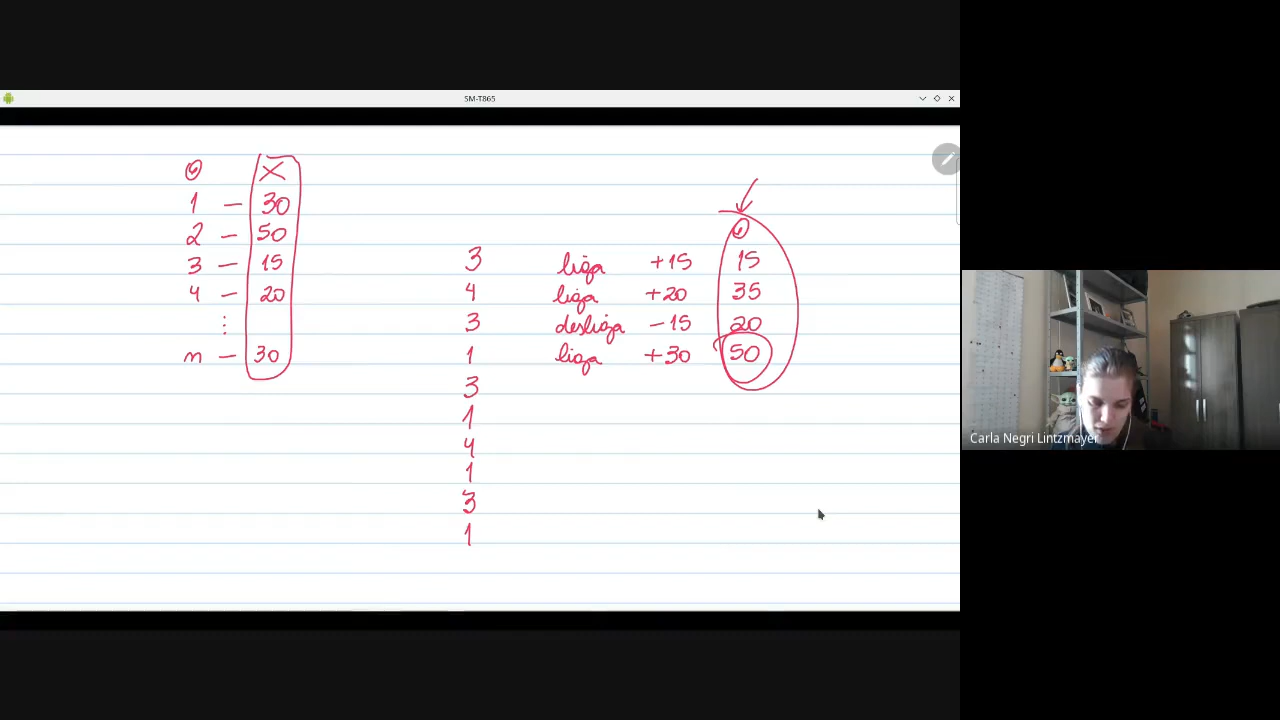 SM-T865
0 X
1 - 30
2 - 50
3 - 15
4 - 20
⋮
n - 30
0
3 liga +15 15
4 liga +20 35
3 desliga -15 20
1 liga +30 50
3
1
4
1
3
1
Carla Negri Lintzmayer